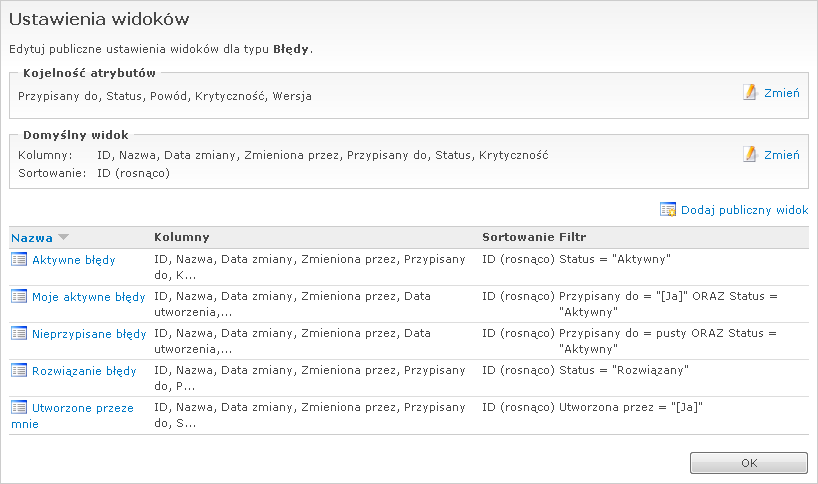 Ustawienia widoków
Edytuj publiczne ustawienia widoków dla typu Błędy.
Kojelność atrybutów
Przypisany do, Status, Powód, Krytyczność, Wersja
Zmień
Domyślny widok
Kolumny: ID, Nazwa, Data zmiany, Zmieniona przez, Przypisany do, Status, Krytyczność
Zmień
Sortowanie: ID (rosnąco)
Dodaj publiczny widok
Nazwa Kolumny Sortowanie Filtr
Aktywne błędy ID, Nazwa, Data zmiany, Zmieniona przez, Przypisany ID (rosnąco) Status = "Aktywny"
do, K...
Moje aktywne błędy ID, Nazwa, Data zmiany, Zmieniona przez, Data ID (rosnąco) Przypisany do = "[Ja]" ORAZ Status =
utworzenia,... "Aktywny"
Nieprzypisane błędy ID, Nazwa, Data zmiany, Zmieniona przez, Data ID (rosnąco) Przypisany do = pusty ORAZ Status =
utworzenia,... "Aktywny"
Rozwiązanie błędy ID, Nazwa, Data zmiany, Zmieniona przez, Przypisany ID (rosnąco) Status = "Rozwiązany"
do, P...
Utworzone przeze ID, Nazwa, Data zmiany, Zmieniona przez, Przypisany ID (rosnąco) Utworzona przez = "[Ja]"
mnie do, S...
OK